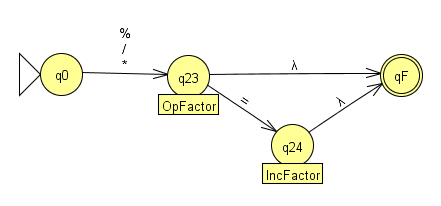 %
/
*
q0
q23
OpFactor
λ
qF
=
λ
q24
IncFactor